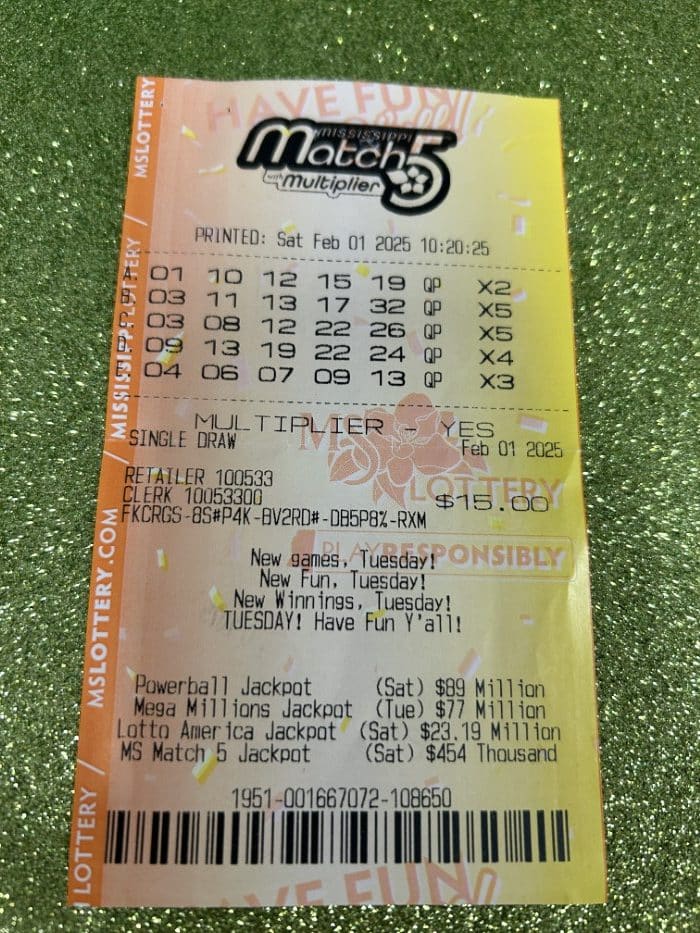 HAVE FUN
Y'all!
MISSISSIPPI
Match 5
with Multiplier
PRINTED: Sat Feb 01 2025 10:20:25
A 01 10 12 15 19 QP X2
B 03 11 13 17 32 QP X5
C 03 08 12 22 26 QP X5
D 09 13 19 22 24 QP X4
E 04 06 07 09 13 QP X3
MULTIPLIER - YES
SINGLE DRAW Feb 01 2025
MS
LOTTERY
RETAILER 100533
CLERK 10053300 $15.00
FKCRGS-8S#P4K-BV2RD#-DB5P8%-RXM
PLAYRESPONSIBLY
New games, Tuesday!
New Fun, Tuesday!
New Winnings, Tuesday!
TUESDAY! Have Fun Y'all!
Powerball Jackpot (Sat) $89 Million
Mega Millions Jackpot (Tue) $77 Million
Lotto America Jackpot (Sat) $23.19 Million
MS Match 5 Jackpot (Sat) $454 Thousand
1951-001667072-108650
HAVE FUN
LOTTERY / MSLOTTERY.COM / MISSISSIPPI LOTTERY / MSLOTTERY